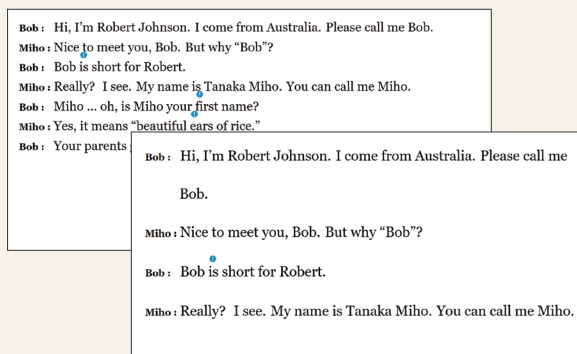 Bob : Hi, I'm Robert Johnson. I come from Australia. Please call me Bob.
Miho : Nice to meet you, Bob. But why “Bob”?
Bob : Bob is short for Robert.
Miho : Really? I see. My name is Tanaka Miho. You can call me Miho.
Bob : Miho ... oh, is Miho your first name?
Miho : Yes, it means “beautiful ears of rice.”
Bob : Your parents
Bob : Hi, I'm Robert Johnson. I come from Australia. Please call me
Bob.
Miho : Nice to meet you, Bob. But why “Bob”?
Bob : Bob is short for Robert.
Miho : Really? I see. My name is Tanaka Miho. You can call me Miho.